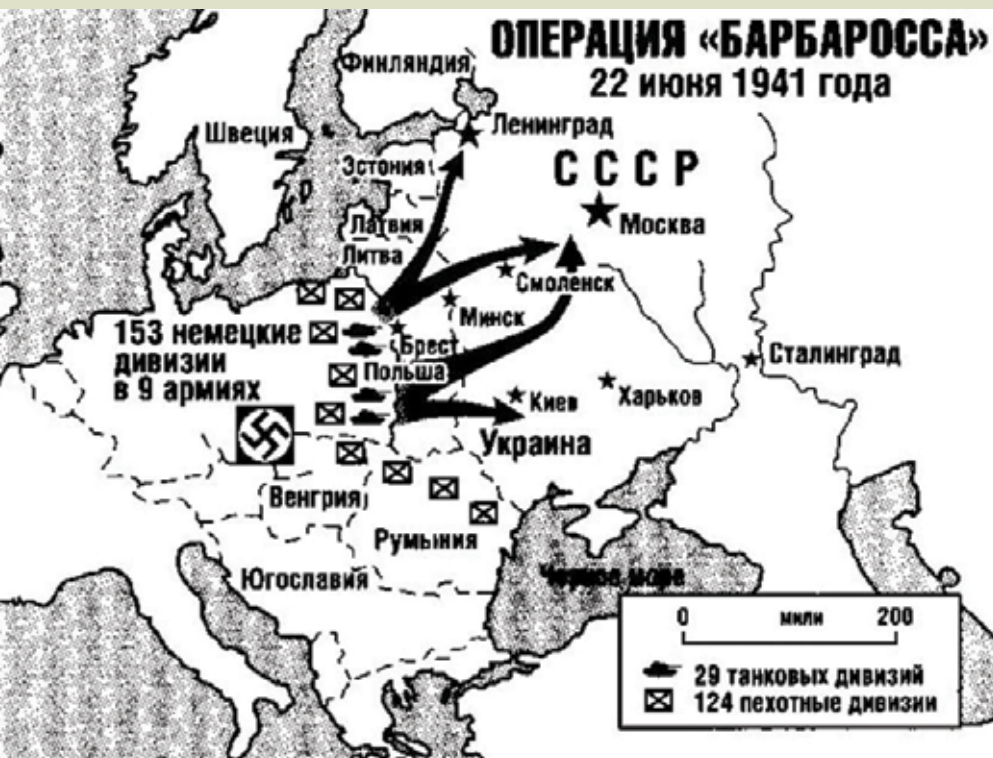 ОПЕРАЦИЯ «БАРБАРОССА»
22 июня 1941 года
Финляндия
Ленинград
Швеция
Эстония
СССР
Москва
Латвия
Литва
Смоленск
Минск
153 немецкие
дивизии
в 9 армиях
Брест
Польша
Сталинград
Киев
Харьков
Украина
Венгрия
Румыния
Югославия
Черное море
0 мили 200
29 танковых дивизий
124 пехотные дивизии